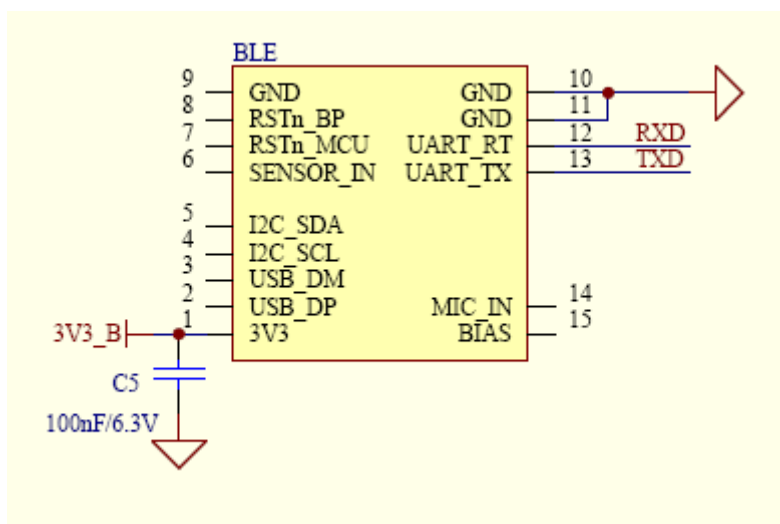 BLE
9 GND GND 10
8 RSTn_BP GND 11
7 RSTn_MCU UART_RT 12 RXD
6 SENSOR_IN UART_TX 13 TXD
5 I2C_SDA
4 I2C_SCL
3 USB_DM
2 USB_DP MIC_IN 14
3V3_B 1 3V3 BIAS 15
C5
100nF/6.3V